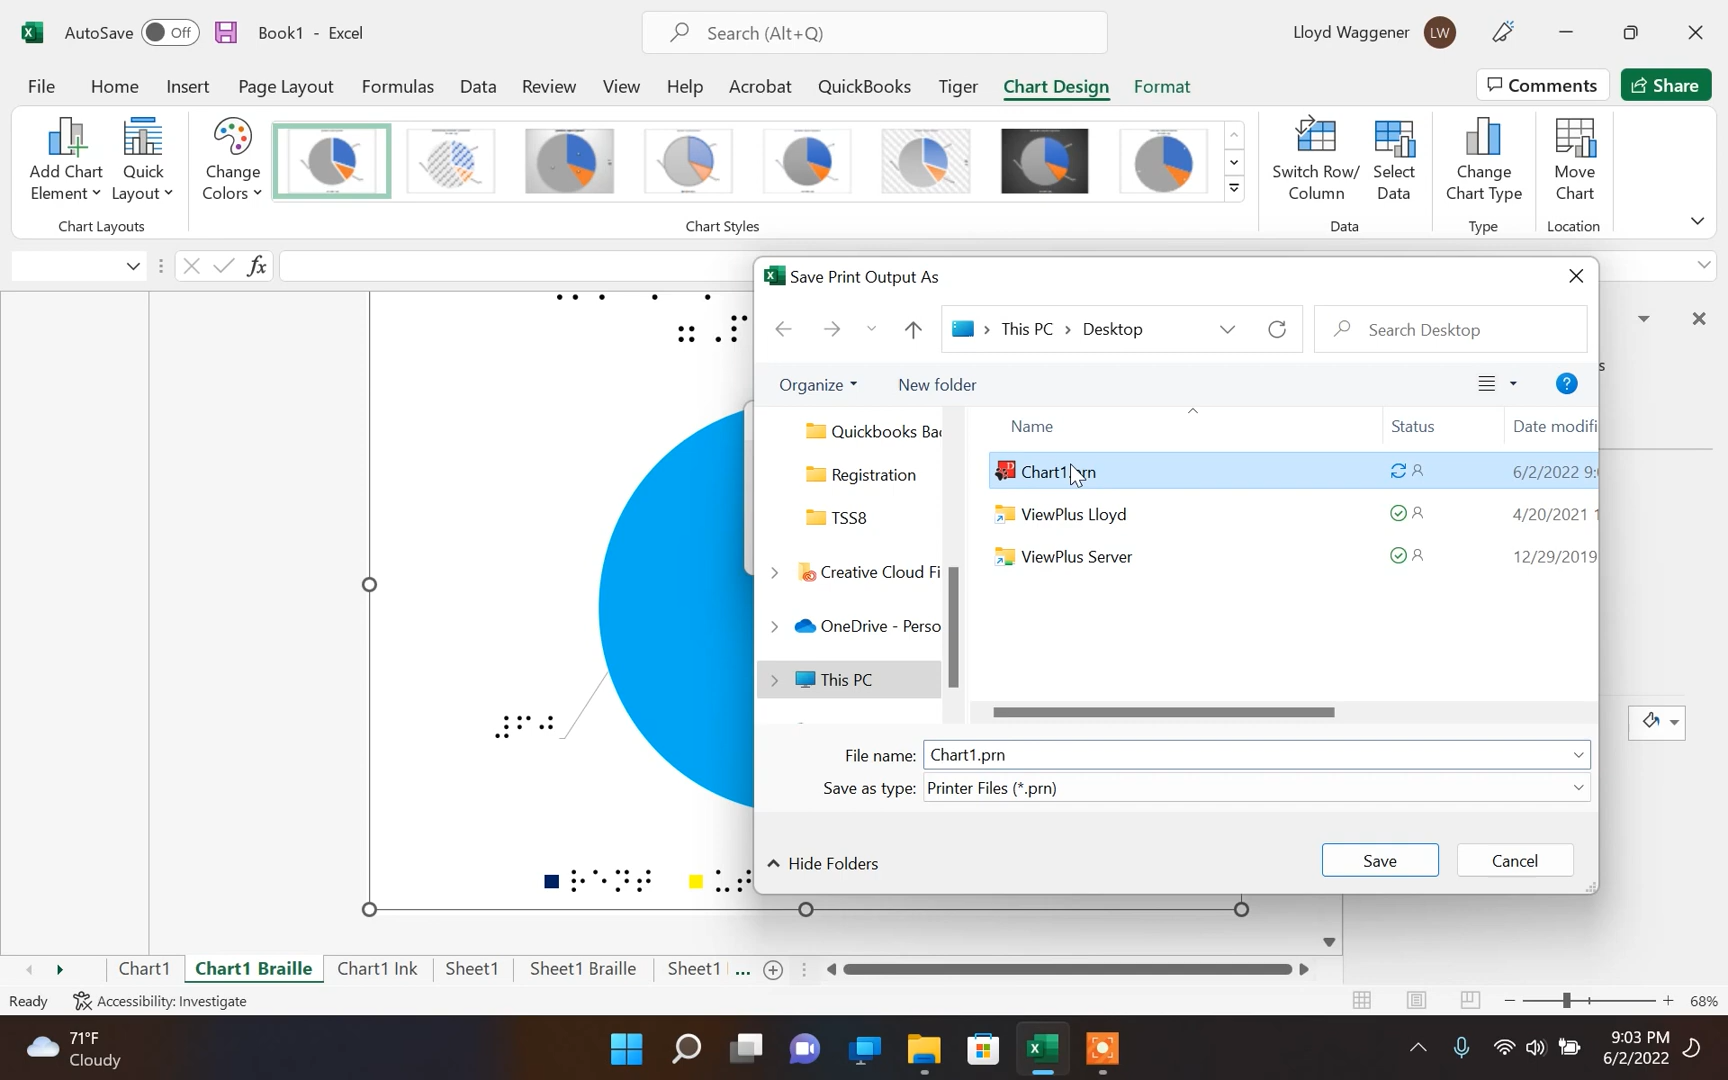 AutoSave Off Book1 - Excel Search (Alt+Q) Lloyd Waggener LW
File Home Insert Page Layout Formulas Data Review View Help Acrobat QuickBooks Tiger Chart Design Format Comments Share
Add Chart Element
Quick Layout
Change Colors
Switch Row/ Column
Select Data
Change Chart Type
Move Chart
Chart Layouts Chart Styles Data Type Location
fx
Save Print Output As
This PC > Desktop Search Desktop
Organize New folder
Name Status Date modifi
Quickbooks Ba
Registration
TSS8
Creative Cloud Fi
OneDrive - Perso
This PC
Chart1.prn 6/2/2022 9:
ViewPlus Lloyd 4/20/2021 1
ViewPlus Server 12/29/2019
File name: Chart1.prn
Save as type: Printer Files (*.prn)
Hide Folders Save Cancel
Chart1 Chart1 Braille Chart1 Ink Sheet1 Sheet1 Braille Sheet1 ...
Ready Accessibility: Investigate 68%
71°F
Cloudy
9:03 PM
6/2/2022